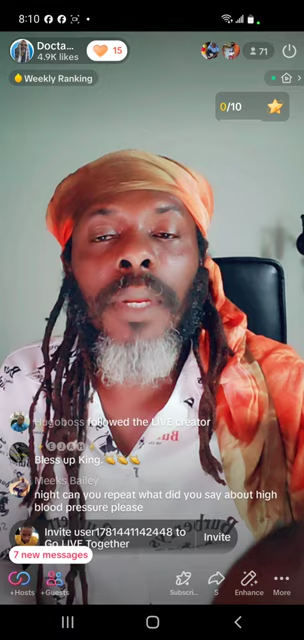 8:10
Docta...
4.9K likes
15
71
Weekly Ranking
0/10
Hugoboss followed the LIVE creator
EJAH
Bless up King.
Meeks Bailey
night can you repeat what did you say about high
blood pressure please
Invite user1781441142448 to
Go LIVE Together
Invite
7 new messages
+Hosts
+Guests
Subscri...
5
Enhance
More